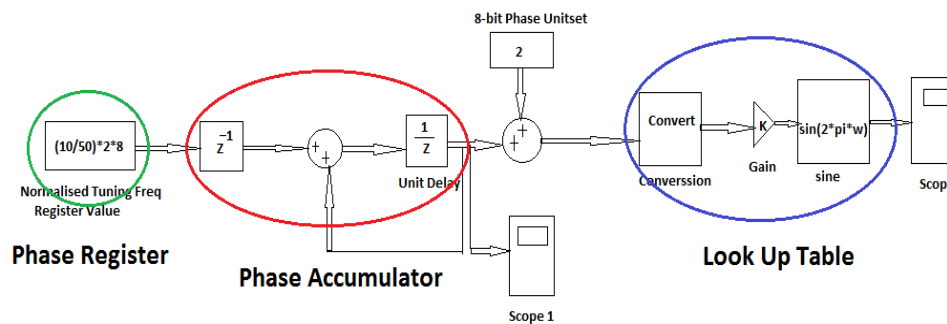 8-bit Phase Unitset
2
(10/50)*2*8
Normalised Tuning Freq
Register Value
Z⁻¹
+
+
1
Z
Unit Delay
+
+
Convert
Converssion
K
Gain
sin(2*pi*w)
sine
Scop
Scope 1
Phase Register
Phase Accumulator
Look Up Table